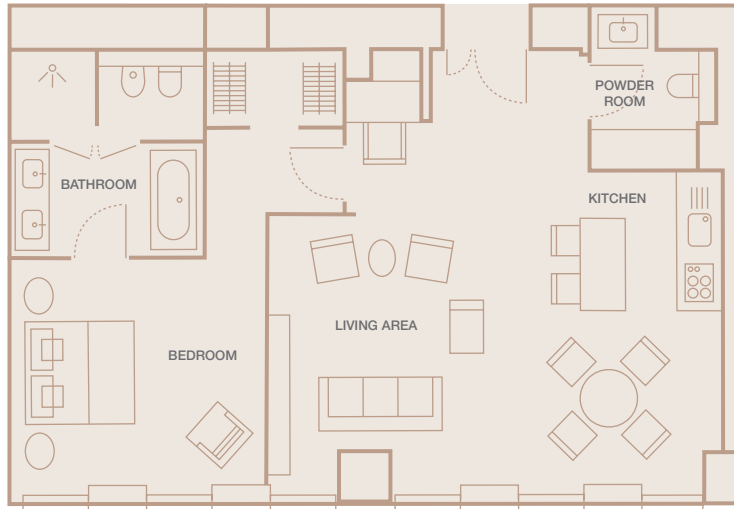 POWDER
ROOM
BATHROOM
KITCHEN
LIVING AREA
BEDROOM